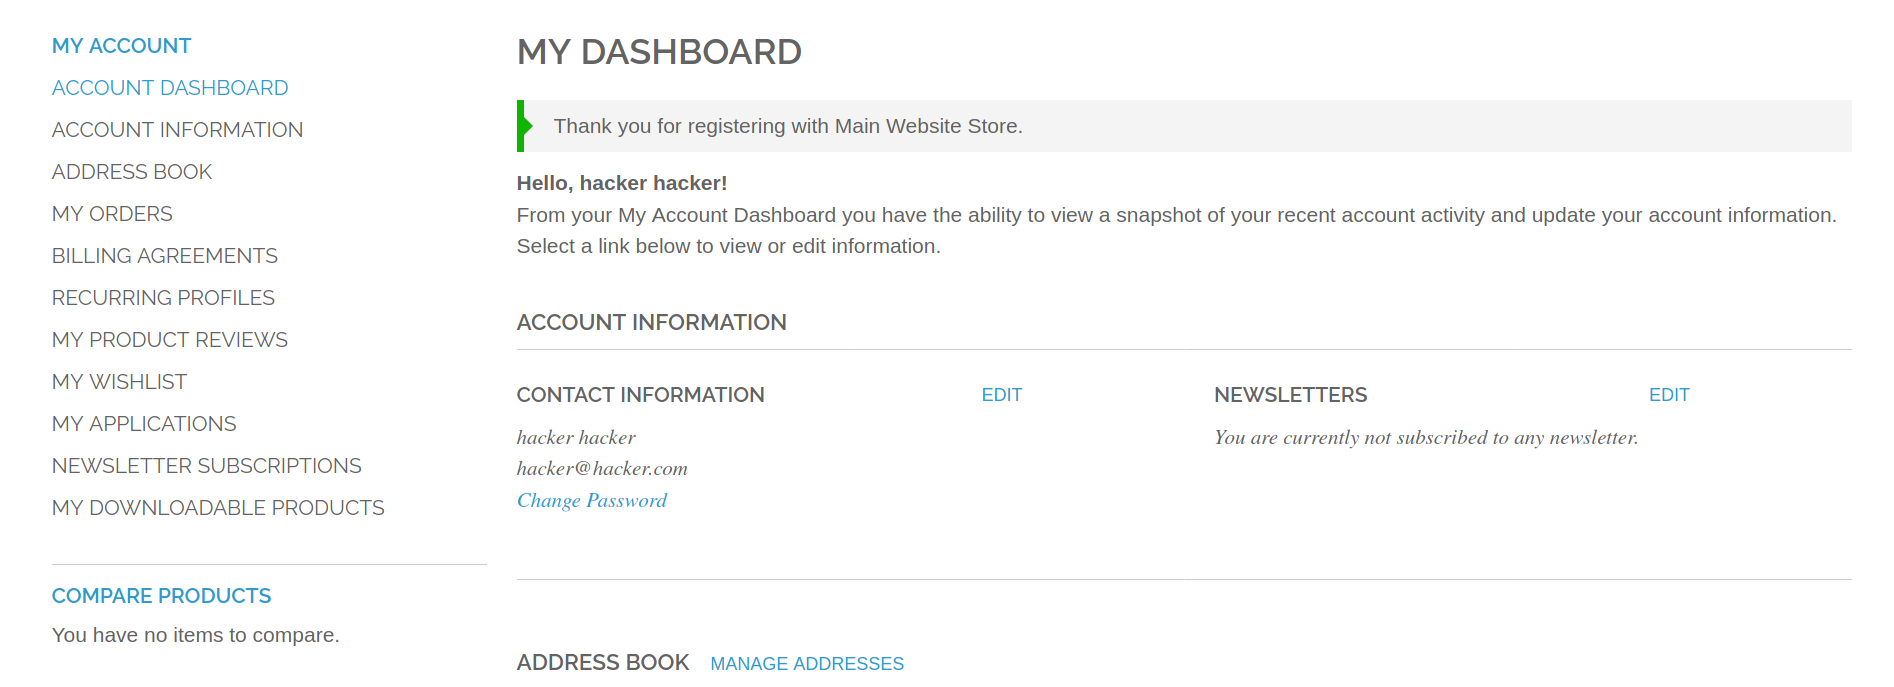 MY ACCOUNT
ACCOUNT DASHBOARD
ACCOUNT INFORMATION
ADDRESS BOOK
MY ORDERS
BILLING AGREEMENTS
RECURRING PROFILES
MY PRODUCT REVIEWS
MY WISHLIST
MY APPLICATIONS
NEWSLETTER SUBSCRIPTIONS
MY DOWNLOADABLE PRODUCTS
COMPARE PRODUCTS
You have no items to compare.
MY DASHBOARD
Thank you for registering with Main Website Store.
Hello, hacker hacker!
From your My Account Dashboard you have the ability to view a snapshot of your recent account activity and update your account information.
Select a link below to view or edit information.
ACCOUNT INFORMATION
CONTACT INFORMATION EDIT
hacker hacker
hacker@hacker.com
Change Password
NEWSLETTERS EDIT
You are currently not subscribed to any newsletter.
ADDRESS BOOK MANAGE ADDRESSES